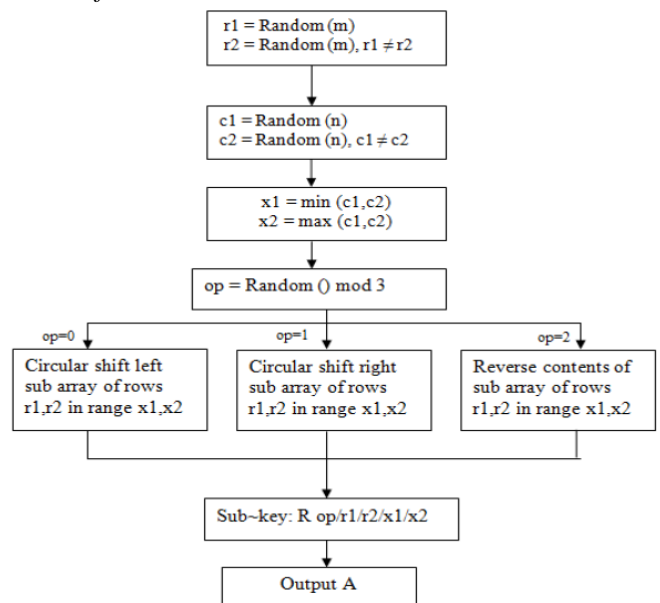 r1 = Random (m)
r2 = Random (m), r1 ≠ r2
c1 = Random (n)
c2 = Random (n), c1 ≠ c2
x1 = min (c1,c2)
x2 = max (c1,c2)
op = Random () mod 3
op=0
op=1
op=2
Circular shift left
sub array of rows
r1,r2 in range x1,x2
Circular shift right
sub array of rows
r1,r2 in range x1,x2
Reverse contents of
sub array of rows
r1,r2 in range x1,x2
Sub~key: R op/r1/r2/x1/x2
Output A